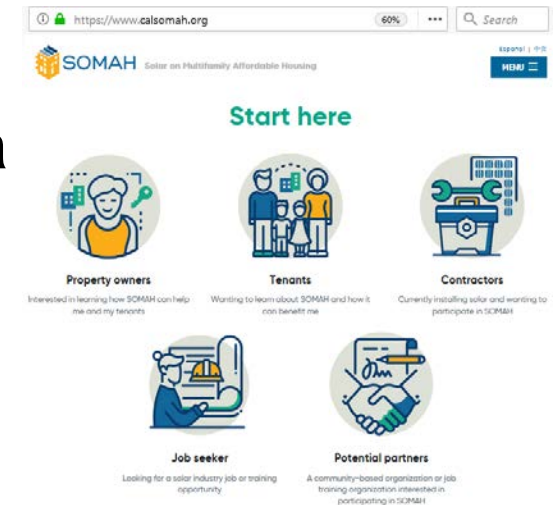 https://www.calsomah.org
60%
Search
SOMAH Solar on Multifamily Affordable Housing
Español | 中文
MENU
Start here
Property owners
Interested in learning how SOMAH can help
me and my tenants
Tenants
Wanting to learn about SOMAH and how it
can benefit me
Contractors
Currently installing solar and wanting to
participate in SOMAH
Job seeker
Looking for a solar industry job or training
opportunity
Potential partners
A community-based organization or job
training organization interested in
participating in SOMAH